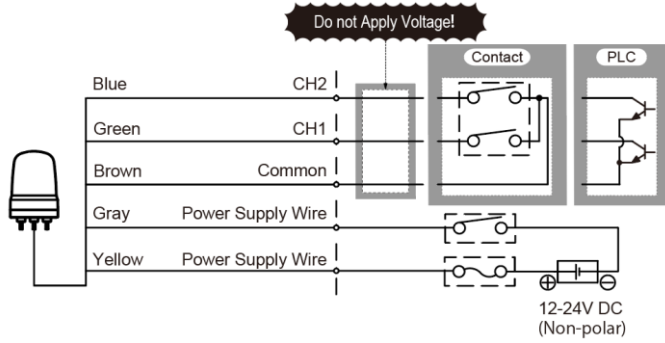 Do not Apply Voltage!
Contact
PLC
Blue
CH2
Green
CH1
Brown
Common
Gray
Power Supply Wire
Yellow
Power Supply Wire
12-24V DC
(Non-polar)